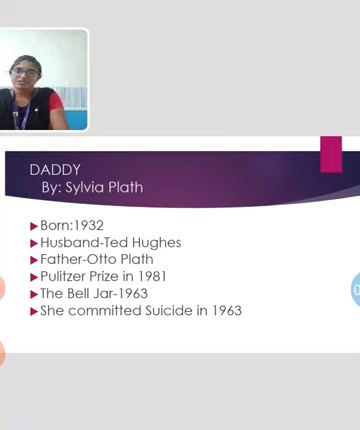 DADDY
By: Sylvia Plath
Born:1932
Husband-Ted Hughes
Father-Otto Plath
Pulitzer Prize in 1981
The Bell Jar-1963
She committed Suicide in 1963
0